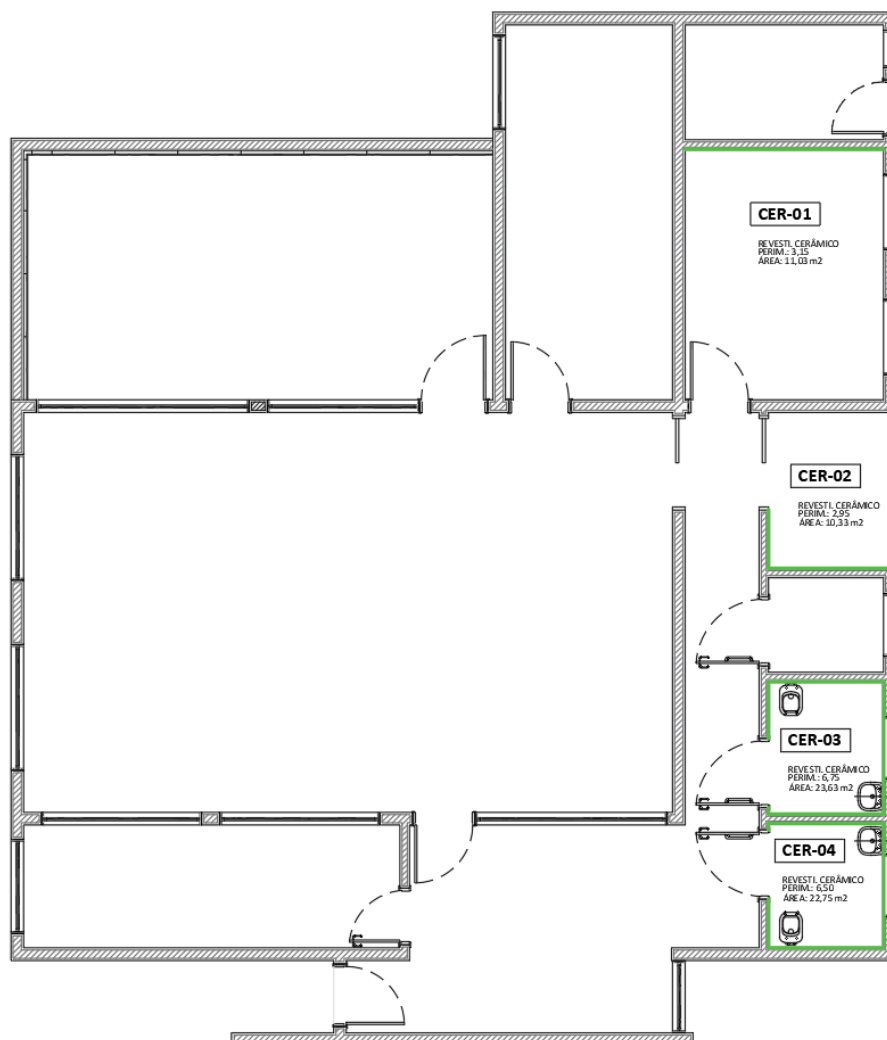 CER-01
REVESTI. CERÂMICO
PERIM.: 3,15
ÁREA: 11,03 m2
CER-02
REVESTI. CERÂMICO
PERIM.: 2,95
ÁREA: 10,33 m2
CER-03
REVESTI. CERÂMICO
PERIM.: 6,75
ÁREA: 23,63 m2
CER-04
REVESTI. CERÂMICO
PERIM.: 6,50
ÁREA: 22,75 m2